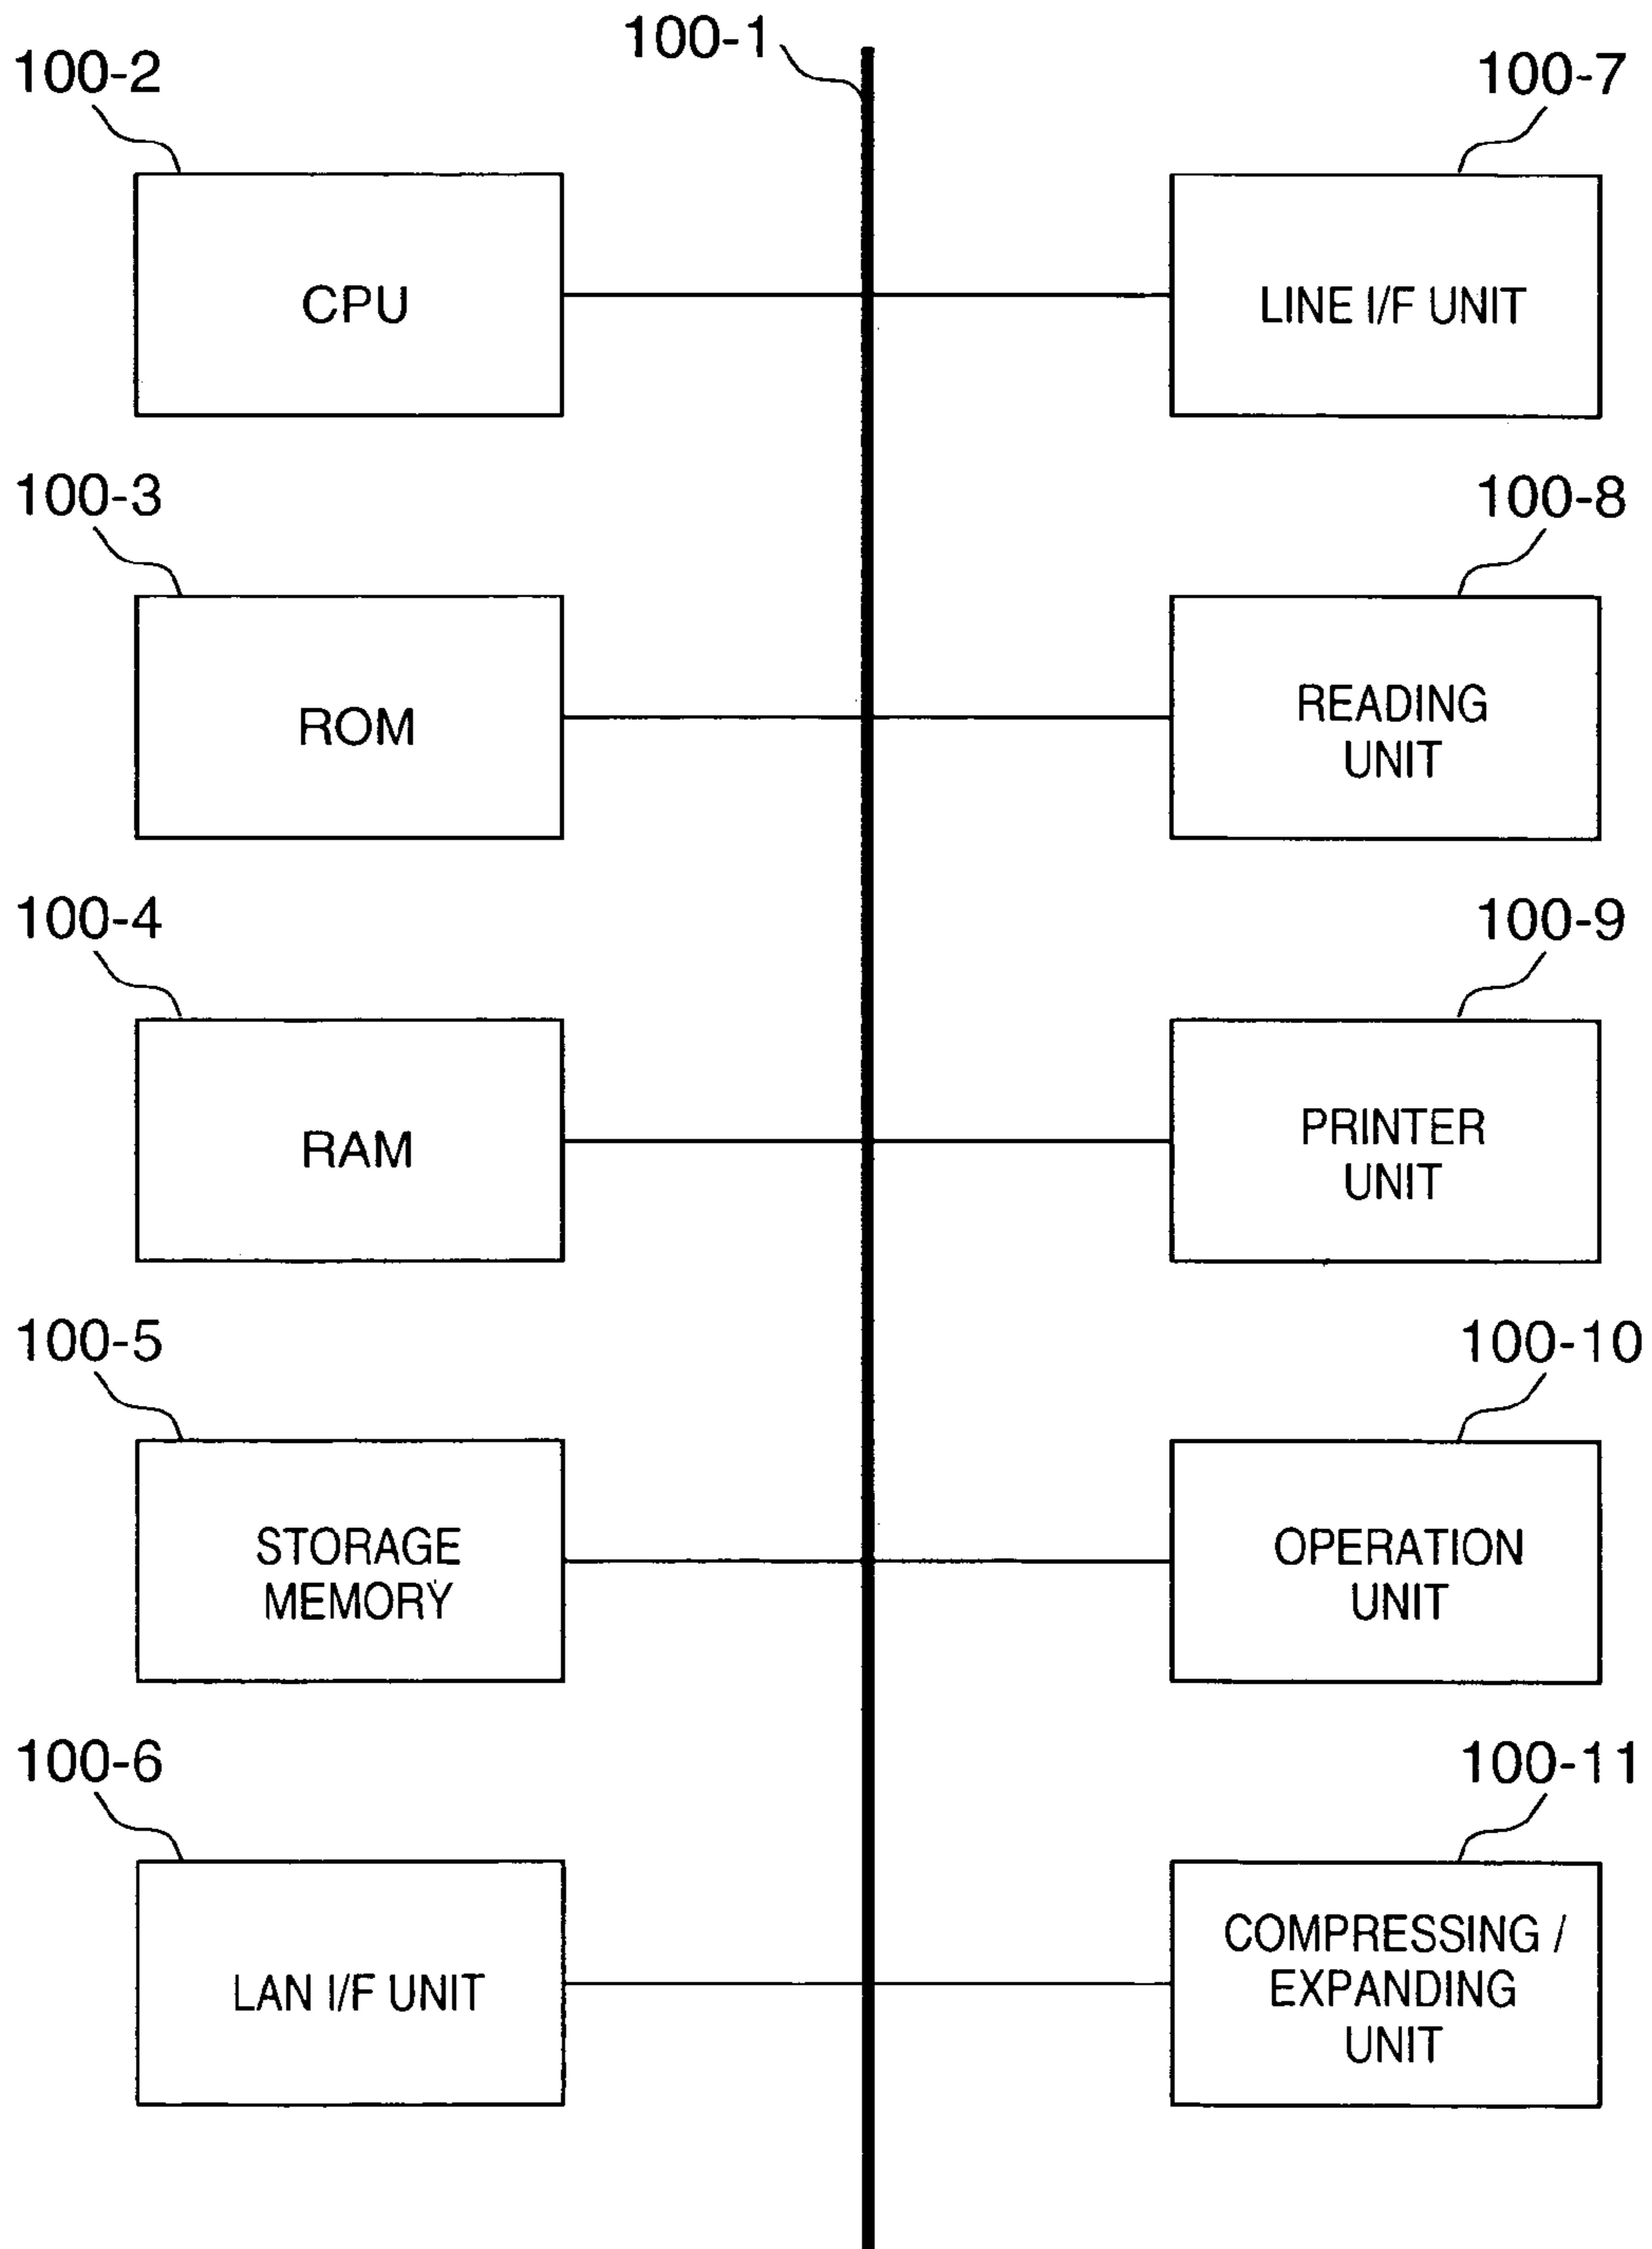 100-1
100-2
100-7
CPU
LINE I/F UNIT
100-3
100-8
ROM
READING
UNIT
100-4
100-9
RAM
PRINTER
UNIT
100-5
100-10
STORAGE
MEMORY
OPERATION
UNIT
100-6
100-11
LAN I/F UNIT
COMPRESSING /
EXPANDING
UNIT